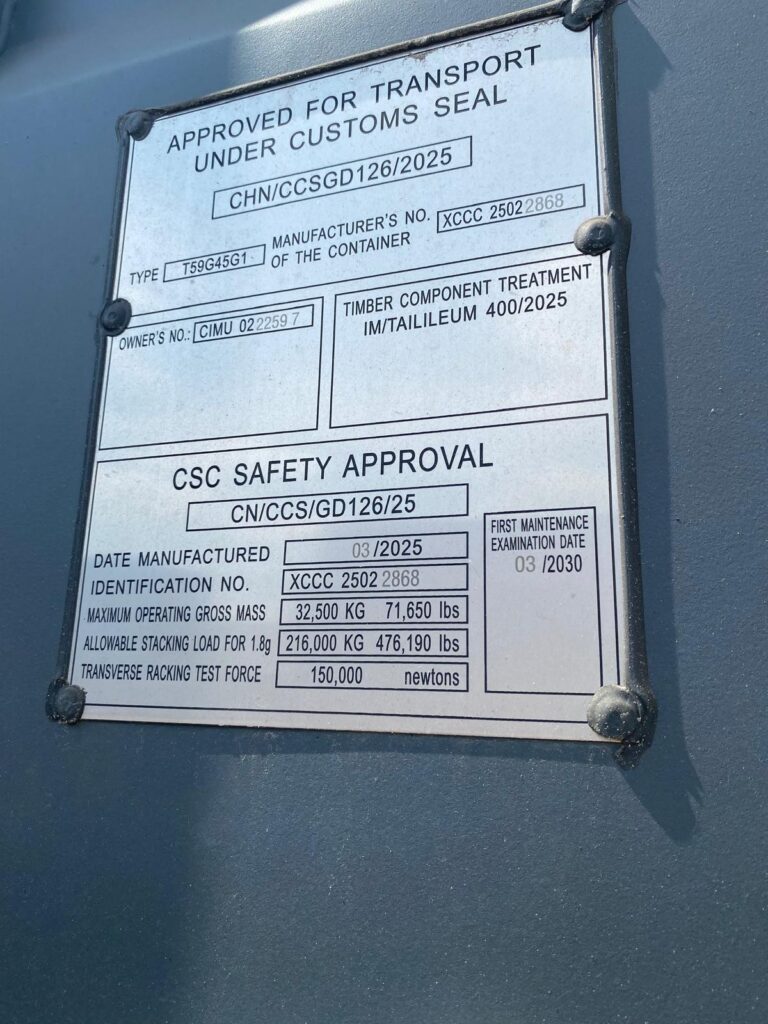 APPROVED FOR TRANSPORT
UNDER CUSTOMS SEAL
CHN/CCSGD126/2025
TYPE T59G45G1 MANUFACTURER'S NO. OF THE CONTAINER XCCC 2502 2868
OWNER'S NO.: CIMU 02 2259 7
TIMBER COMPONENT TREATMENT
IM/TAILILEUM 400/2025
CSC SAFETY APPROVAL
CN/CCS/GD126/25
DATE MANUFACTURED 03 /2025
IDENTIFICATION NO. XCCC 2502 2868
MAXIMUM OPERATING GROSS MASS 32,500 KG 71,650 lbs
ALLOWABLE STACKING LOAD FOR 1.8g 216,000 KG 476,190 lbs
TRANSVERSE RACKING TEST FORCE 150,000 newtons
FIRST MAINTENANCE
EXAMINATION DATE
03 /2030